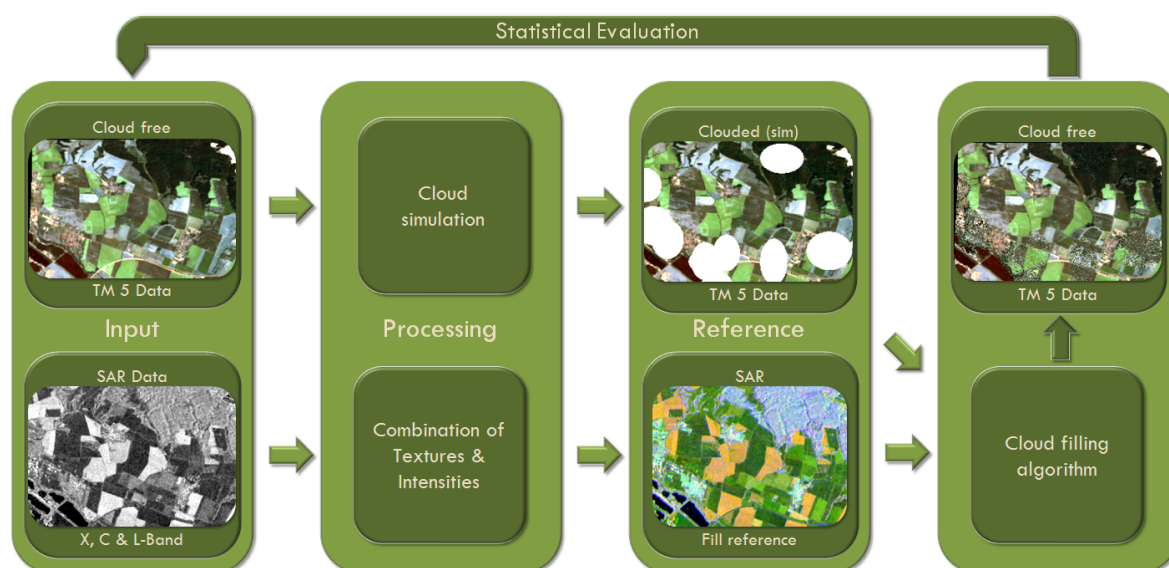 Statistical Evaluation
Cloud free
TM 5 Data
Input
SAR Data
X, C & L-Band
Cloud
simulation
Processing
Combination of
Textures &
Intensities
Clouded (sim)
TM 5 Data
Reference
SAR
Fill reference
Cloud free
TM 5 Data
Cloud filling
algorithm